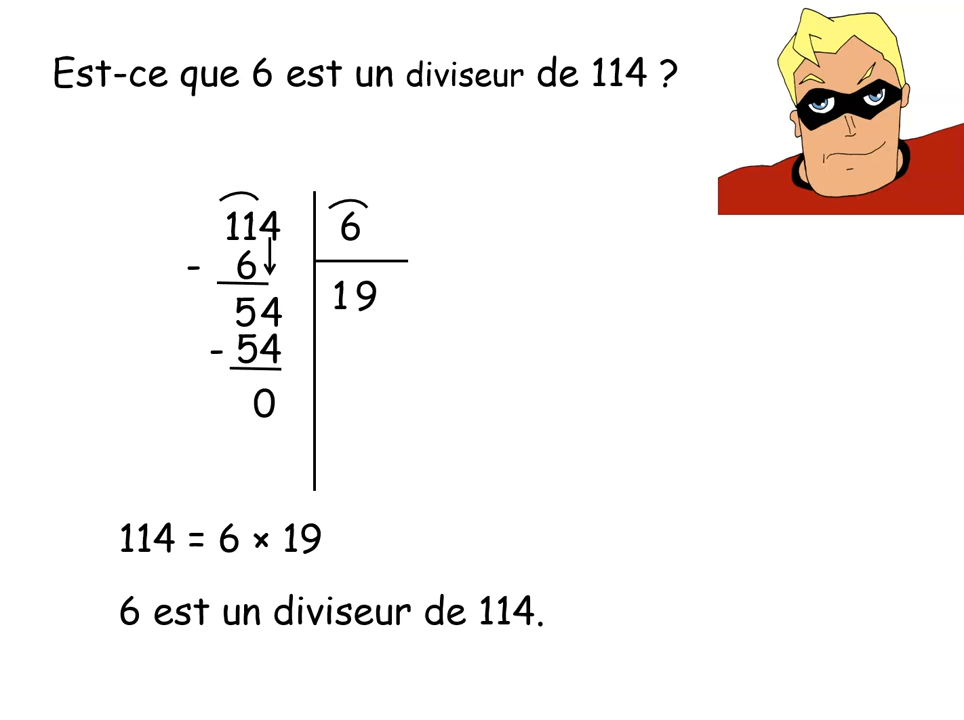 Est-ce que 6 est un diviseur de 114 ?
114 6
- 6
19
54
- 54
0
114 = 6 × 19
6 est un diviseur de 114.